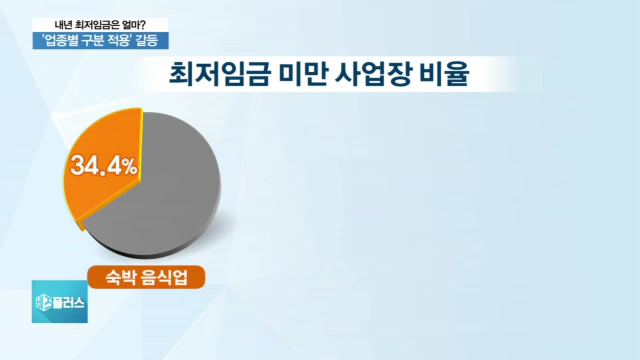 내년 최저임금은 얼마?
'업종별 구분 적용' 갈등
최저임금 미만 사업장 비율
34.4%
숙박 음식업
플러스